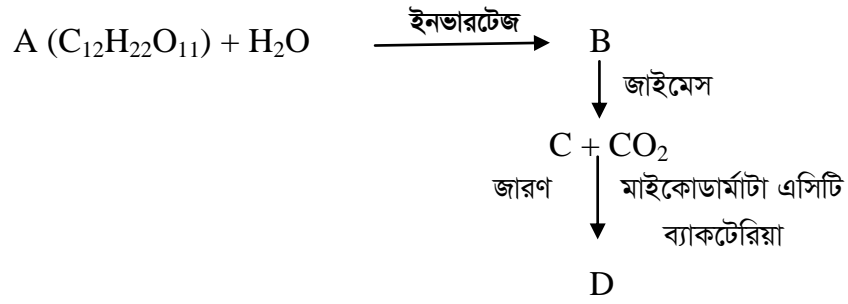 A (C₁₂H₂₂O₁₁) + H₂O ইনভারটেজ B
জাইমেস
C + CO₂
জারণ মাইকোডার্মাটা এসিটি
ব্যাকটেরিয়া
D